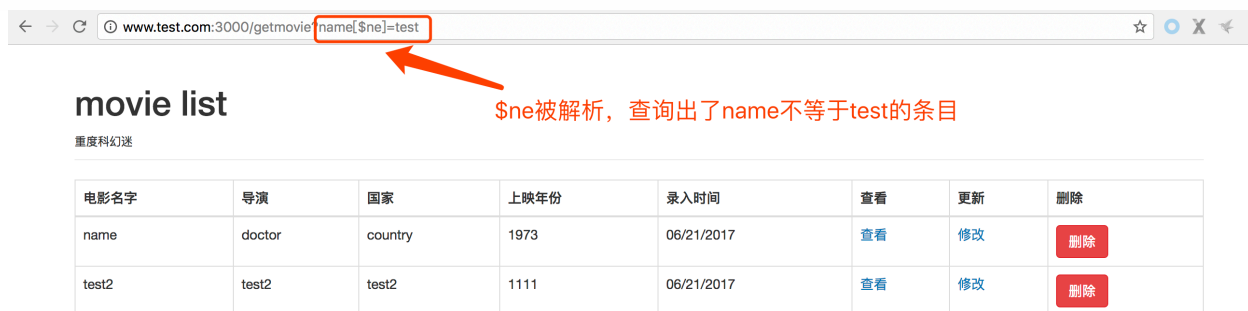 www.test.com:3000/getmovie?name[$ne]=test
$ne被解析，查询出了name不等于test的条目
movie list
重度科幻迷
电影名字 导演 国家 上映年份 录入时间 查看 更新 删除
name doctor country 1973 06/21/2017 查看 修改 删除
test2 test2 test2 1111 06/21/2017 查看 修改 删除